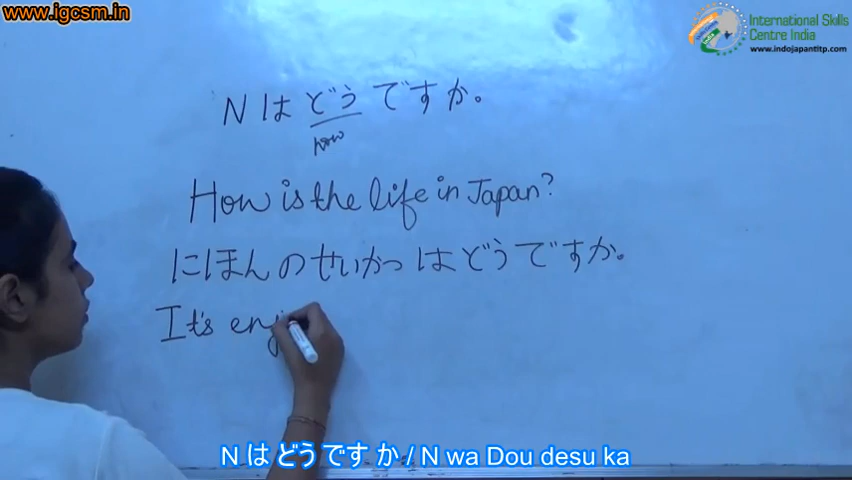 www.igcsm.in
International Skills
Centre India
www.indojapantitp.com
N は どう ですか。
how
How is the life in Japan?
にほんのせいかつ はどうですか。
It's enj
N は どう です か / N wa Dou desu ka